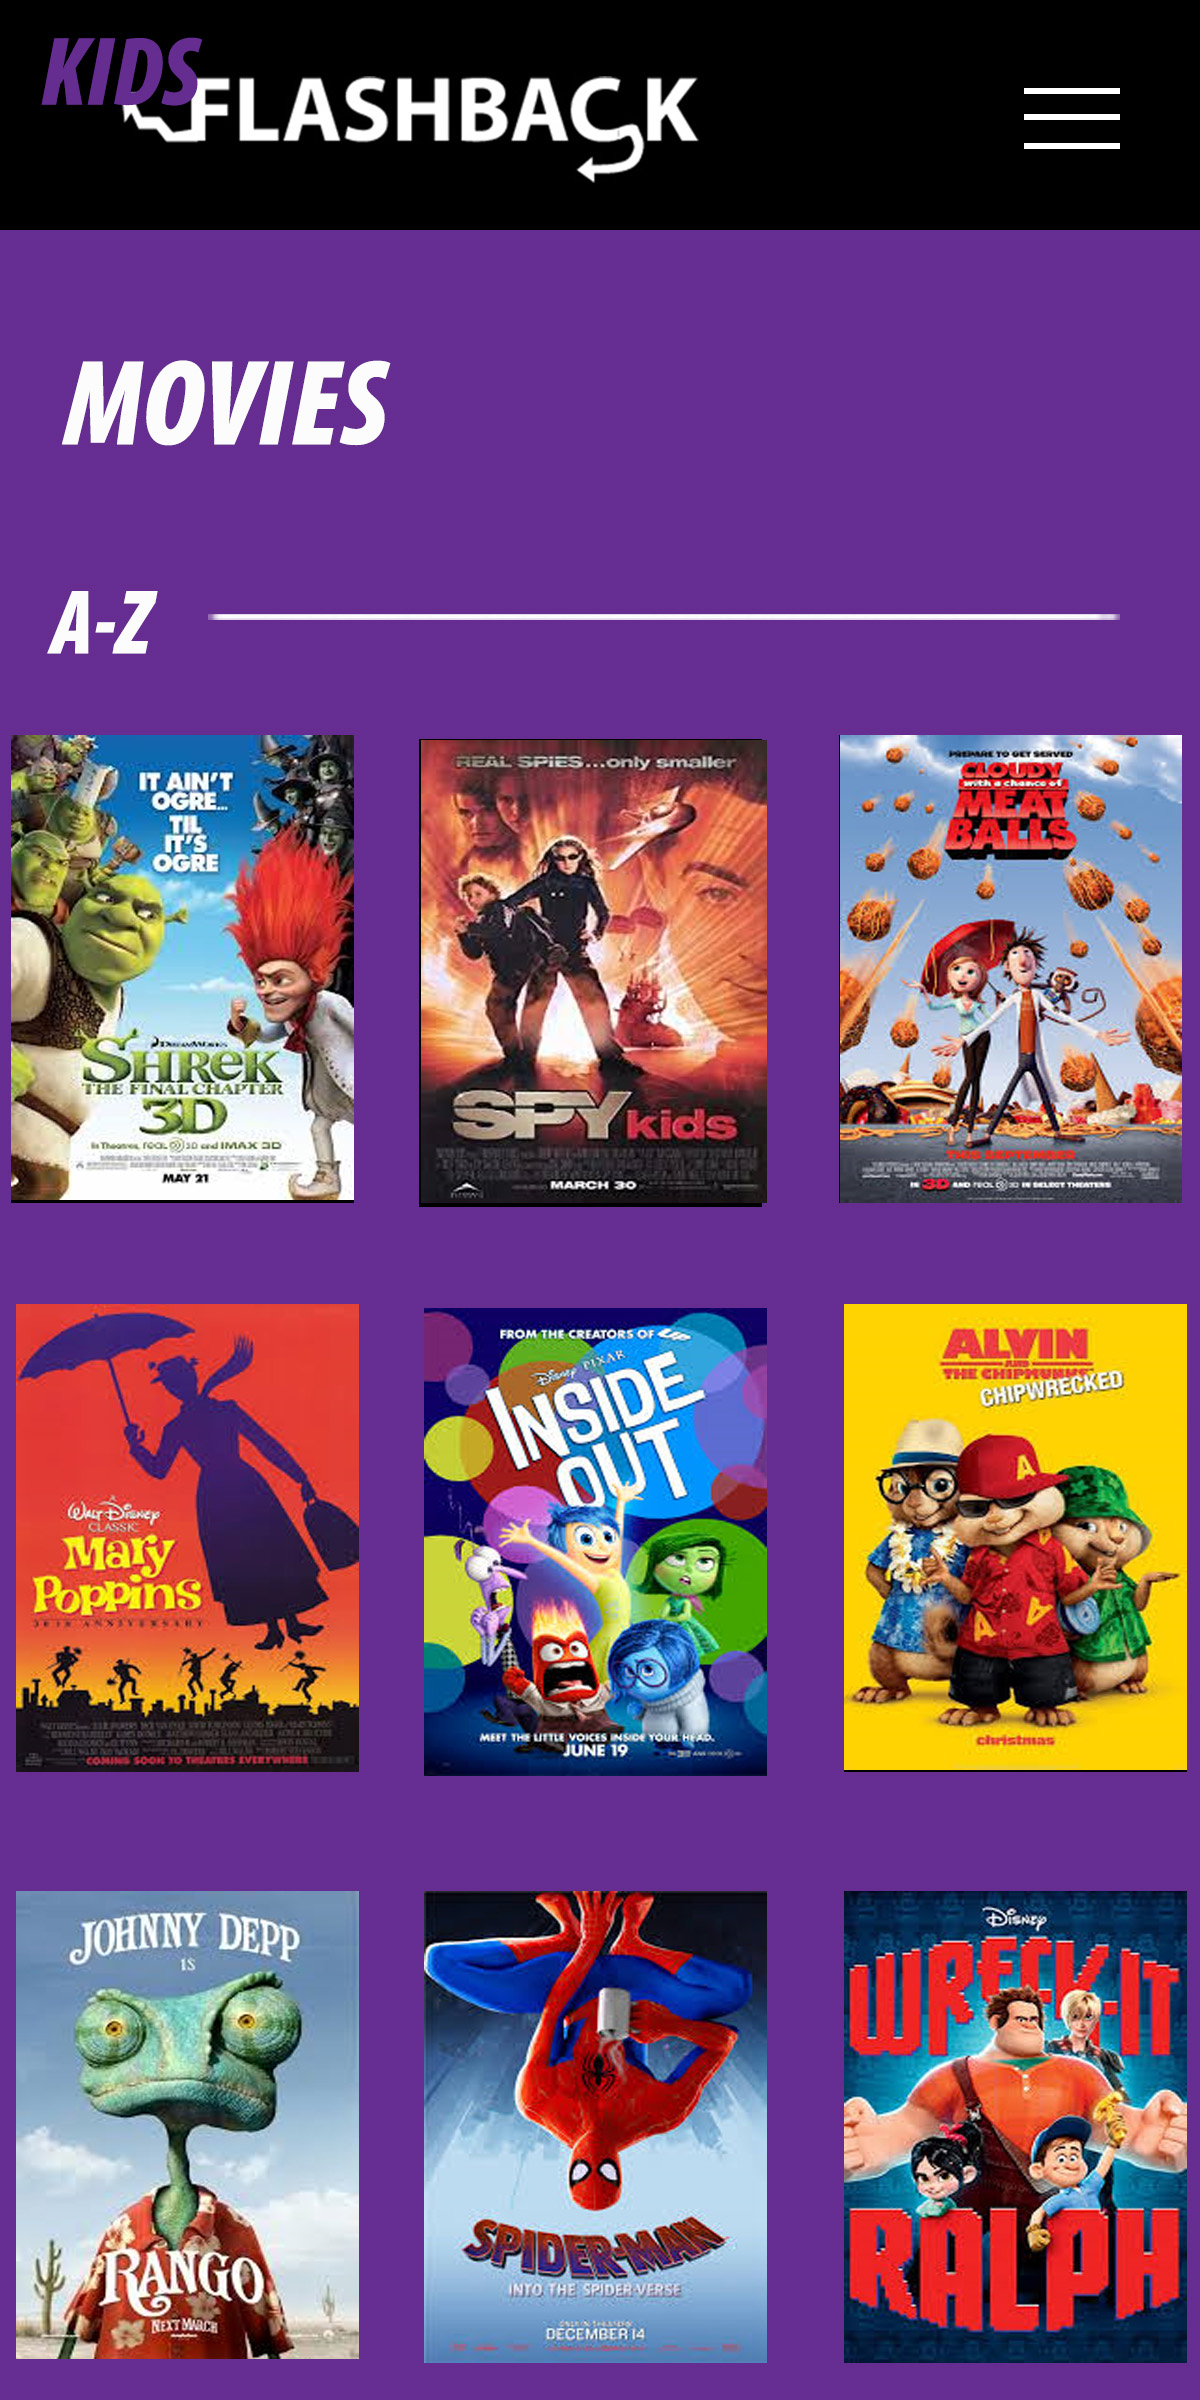 KIDS
FLASHBACK
MOVIES
A-Z
IT AIN'T
OGRE...
TIL
IT'S
OGRE
DREAMWORKS
SHREK
THE FINAL CHAPTER
3D
In Theatres, REAL D 3D and IMAX 3D
MAY 21
REAL SPIES...only smaller
SPY kids
MARCH 30
PREPARE TO GET SERVED
CLOUDY
with a chance of
MEAT
BALLS
THIS SEPTEMBER
IN 3D AND REAL D 3D IN SELECT THEATERS
A
WALT DISNEY
CLASSIC
Mary
Poppins
30TH ANNIVERSARY
COMING SOON TO THEATRES EVERYWHERE
FROM THE CREATORS OF UP
Disney PIXAR
INSIDE
OUT
MEET THE LITTLE VOICES INSIDE YOUR HEAD.
JUNE 19
ALVIN
AND
THE CHIPMUNKS
CHIPWRECKED
A
A A
christmas
JOHNNY DEPP
IS
RANGO
NEXT MARCH
SPIDER-MAN
INTO THE SPIDER-VERSE
ONLY IN THEATERS
DECEMBER 14
Disney
WRECK-IT
RALPH